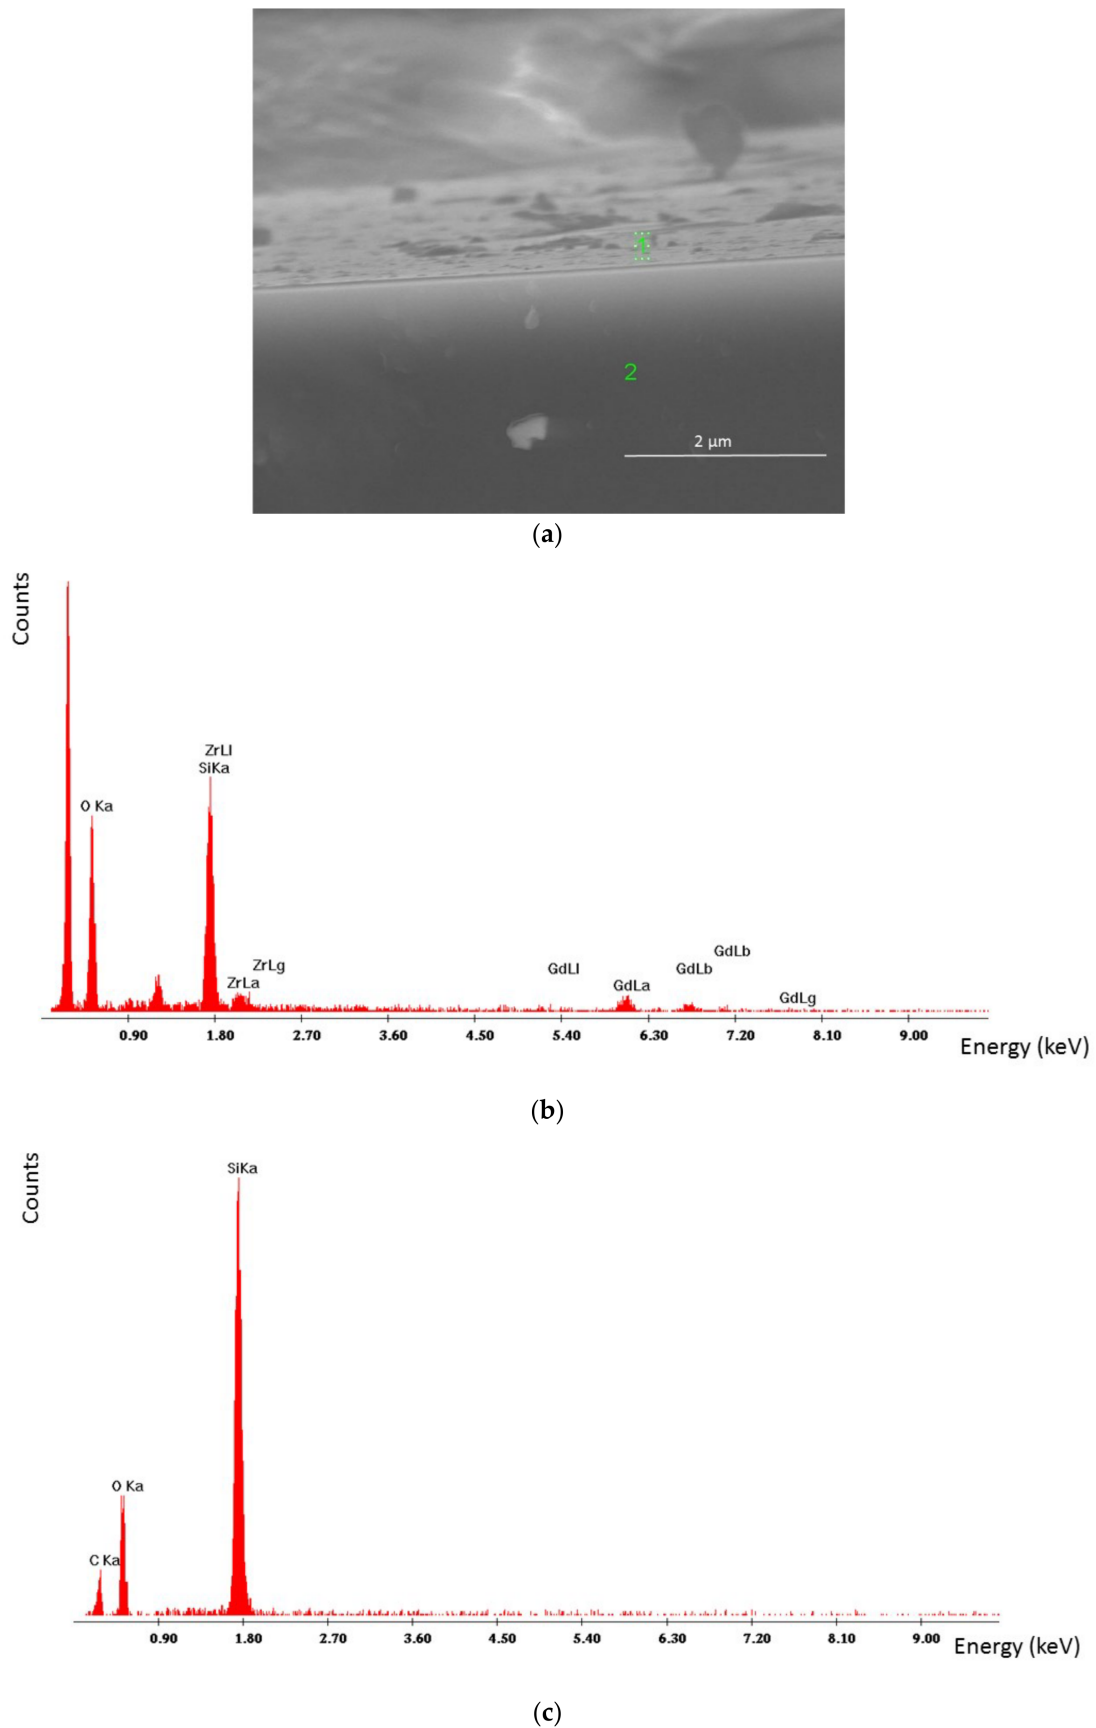 1
2
2 µm
(a)
Counts
ZrLl
SiKa
O Ka
GdLb
ZrLg
GdLl
GdLb
ZrLa
GdLa
GdLg
0.90 1.80 2.70 3.60 4.50 5.40 6.30 7.20 8.10 9.00
Energy (keV)
(b)
Counts
SiKa
O Ka
C Ka
0.90 1.80 2.70 3.60 4.50 5.40 6.30 7.20 8.10 9.00
Energy (keV)
(c)